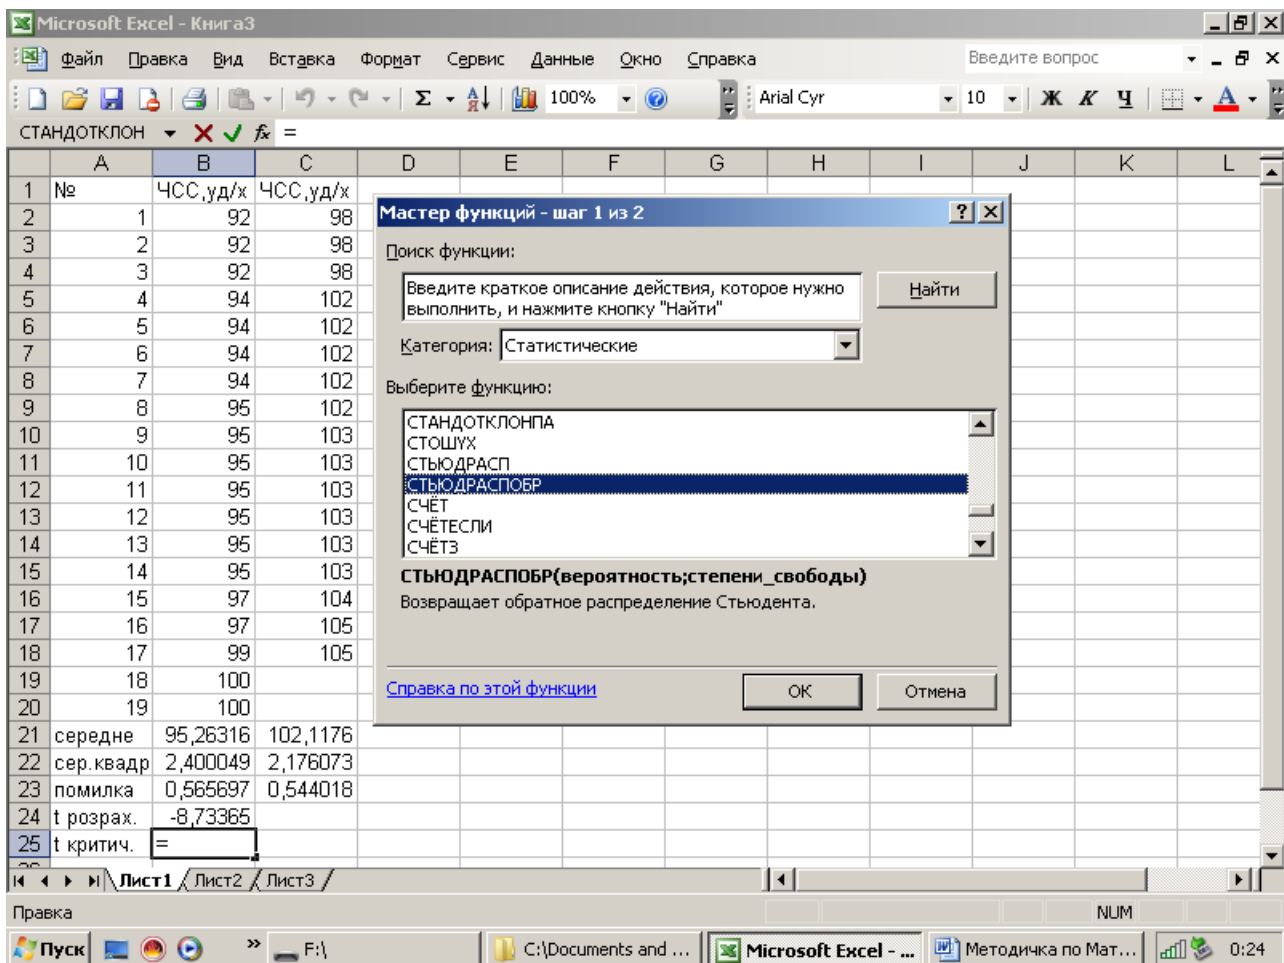 Microsoft Excel - Книга3
Файл Правка Вид Вставка Формат Сервис Данные Окно Справка Введите вопрос
100% Arial Cyr 10 Ж К Ч
СТАНДОТКЛОН fx =
A B C D E F G H I J K L
1 № ЧСС,уд/х ЧСС,уд/х
2 1 92 98
3 2 92 98
4 3 92 98
5 4 94 102
6 5 94 102
7 6 94 102
8 7 94 102
9 8 95 102
10 9 95 103
11 10 95 103
12 11 95 103
13 12 95 103
14 13 95 103
15 14 95 103
16 15 97 104
17 16 97 105
18 17 99 105
19 18 100
20 19 100
21 середне 95,26316 102,1176
22 сер.квадр 2,400049 2,176073
23 помилка 0,565697 0,544018
24 t розрах. -8,73365
25 t критич. =
Мастер функций - шаг 1 из 2
Поиск функции:
Введите краткое описание действия, которое нужно
выполнить, и нажмите кнопку "Найти"
Найти
Категория: Статистические
Выберите функцию:
СТАНДОТКЛОНПА
СТОШYX
СТЬЮДРАСП
СТЬЮДРАСПОБР
СЧЁТ
СЧЁТЕСЛИ
СЧЁТЗ
СТЬЮДРАСПОБР(вероятность;степени_свободы)
Возвращает обратное распределение Стьюдента.
Справка по этой функции
ОК Отмена
Лист1 Лист2 Лист3
Правка NUM
Пуск » F:\ C:\Documents and ... Microsoft Excel - ... Методичка по Мат... 0:24